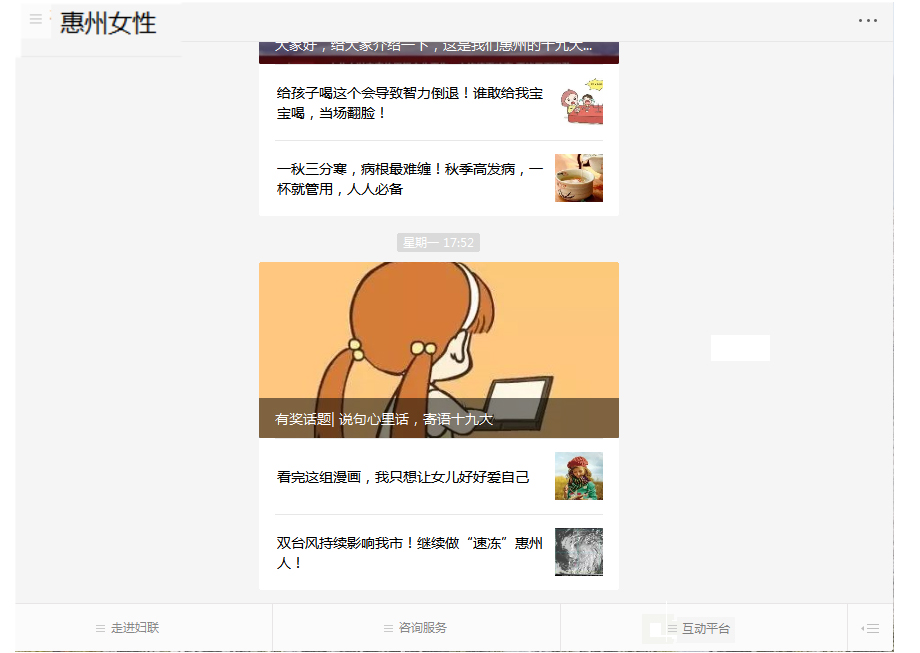 惠州女性
大家好，给大家介绍一下，这是我们惠州的十九大...
给孩子喝这个会导致智力倒退！谁敢给我宝
宝喝，当场翻脸！
一秋三分寒，病根最难缠！秋季高发病，一
杯就管用，人人必备
星期一 17:52
有奖话题| 说句心里话，寄语十九大
看完这组漫画，我只想让女儿好好爱自己
双台风持续影响我市！继续做“速冻”惠州
人！
走进妇联
咨询服务
互动平台